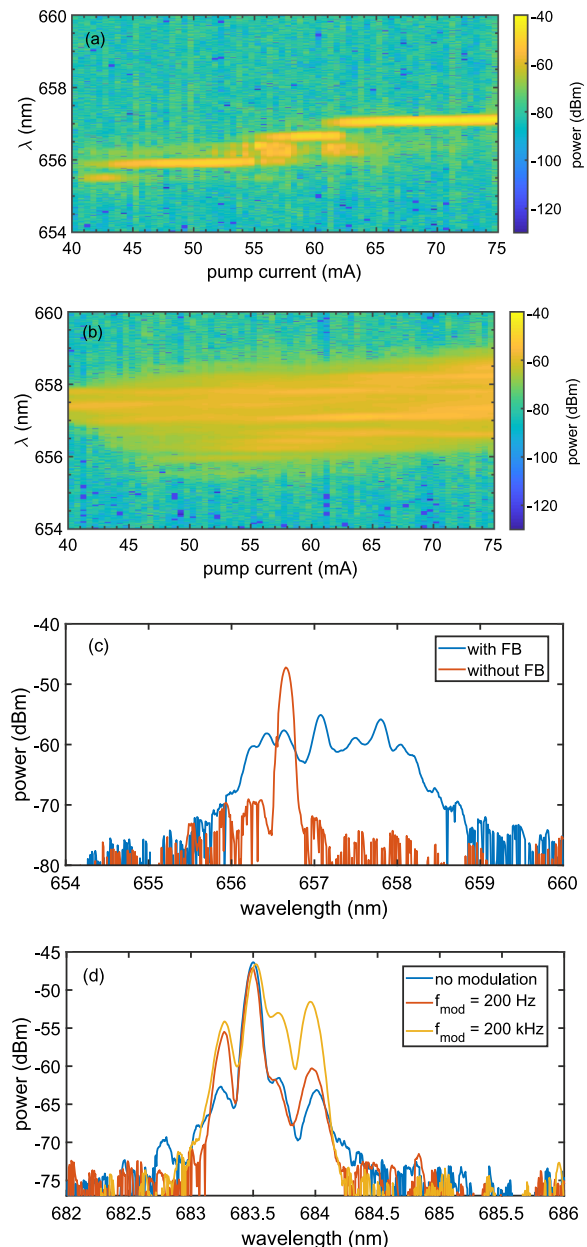 (a)
λ (nm)
660
658
656
654
40 45 50 55 60 65 70 75
pump current (mA)
-40
-60
-80
-100
-120
power (dBm)
(b)
λ (nm)
660
658
656
654
40 45 50 55 60 65 70 75
pump current (mA)
-40
-60
-80
-100
-120
power (dBm)
(c)
power (dBm)
-40
-50
-60
-70
-80
with FB
without FB
654 655 656 657 658 659 660
wavelength (nm)
(d)
power (dBm)
-45
-50
-55
-60
-65
-70
-75
no modulation
f_mod = 200 Hz
f_mod = 200 kHz
682 682.5 683 683.5 684 684.5 685 685.5 686
wavelength (nm)